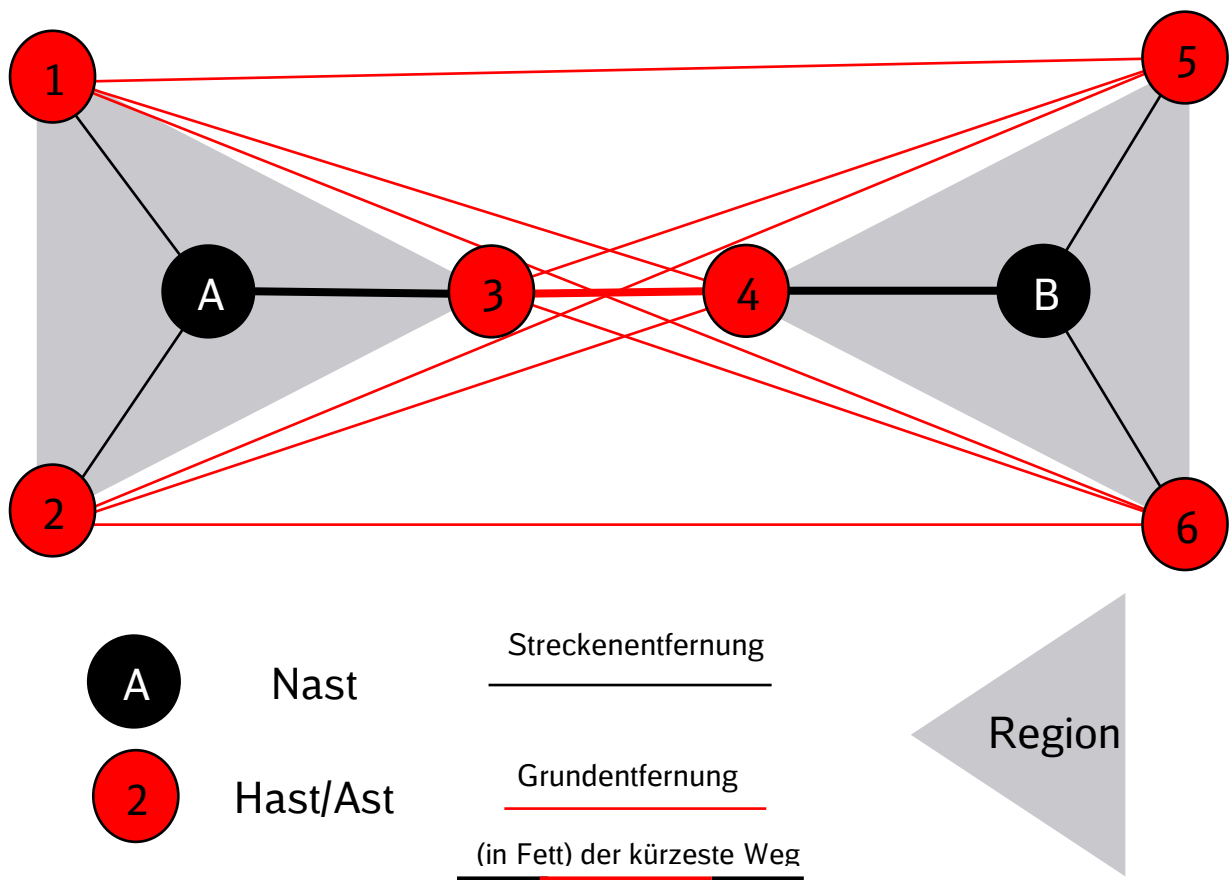 1
5
A
3
4
B
2
6
A
Nast
Streckenentfernung
Region
2
Hast/Ast
Grundentfernung
(in Fett) der kürzeste Weg